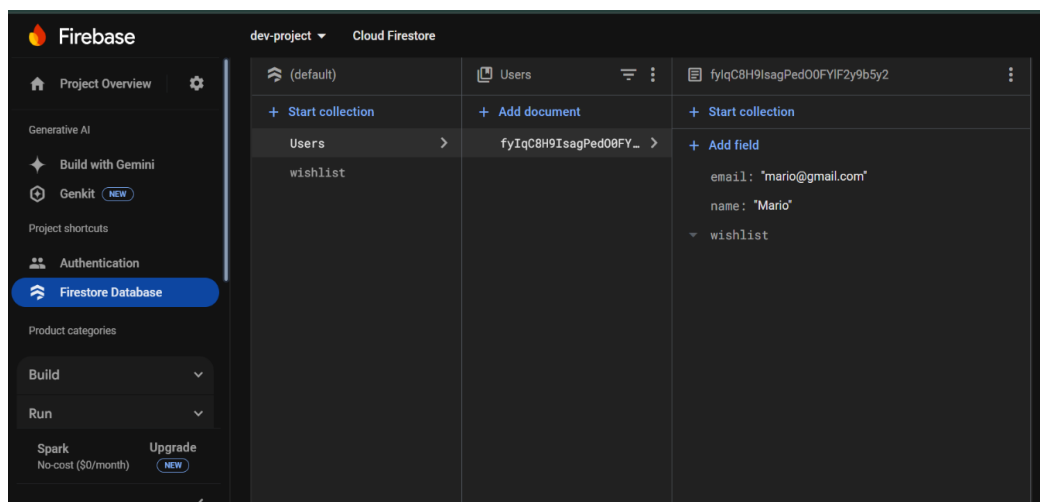 Firebase
dev-project
Cloud Firestore
Project Overview
Generative AI
Build with Gemini
Genkit
NEW
Project shortcuts
Authentication
Firestore Database
Product categories
Build
Run
Spark
No-cost ($0/month)
Upgrade
NEW
(default)
+ Start collection
Users
wishlist
Users
+ Add document
fyIqC8H9IsagPedO0FY…
fyIqC8H9IsagPedO0FYIF2y9b5y2
+ Start collection
+ Add field
email: "mario@gmail.com"
name: "Mario"
wishlist